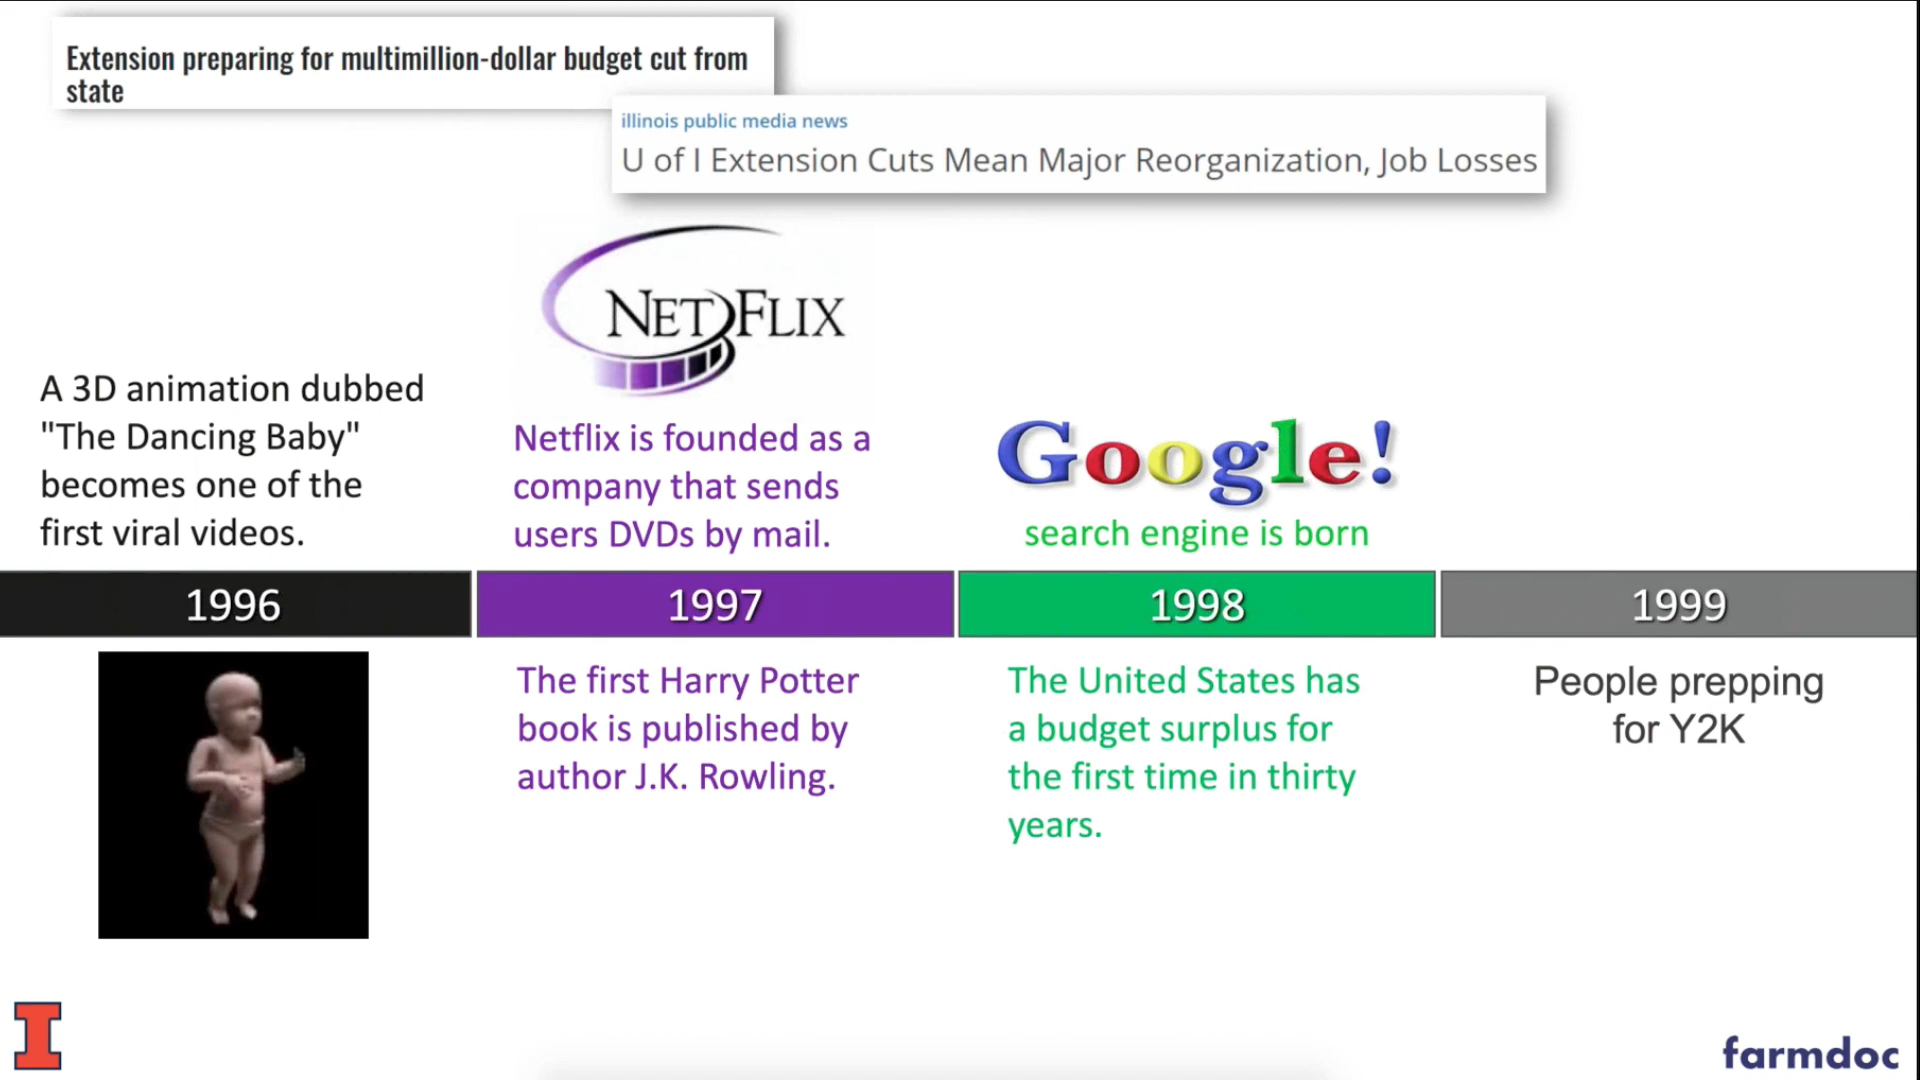 Extension preparing for multimillion-dollar budget cut from
state
illinois public media news
U of I Extension Cuts Mean Major Reorganization, Job Losses
NETFLIX
A 3D animation dubbed
"The Dancing Baby"
becomes one of the
first viral videos.
Netflix is founded as a
company that sends
users DVDs by mail.
Google!
search engine is born
1996
1997
1998
1999
The first Harry Potter
book is published by
author J.K. Rowling.
The United States has
a budget surplus for
the first time in thirty
years.
People prepping
for Y2K
I
farmdoc